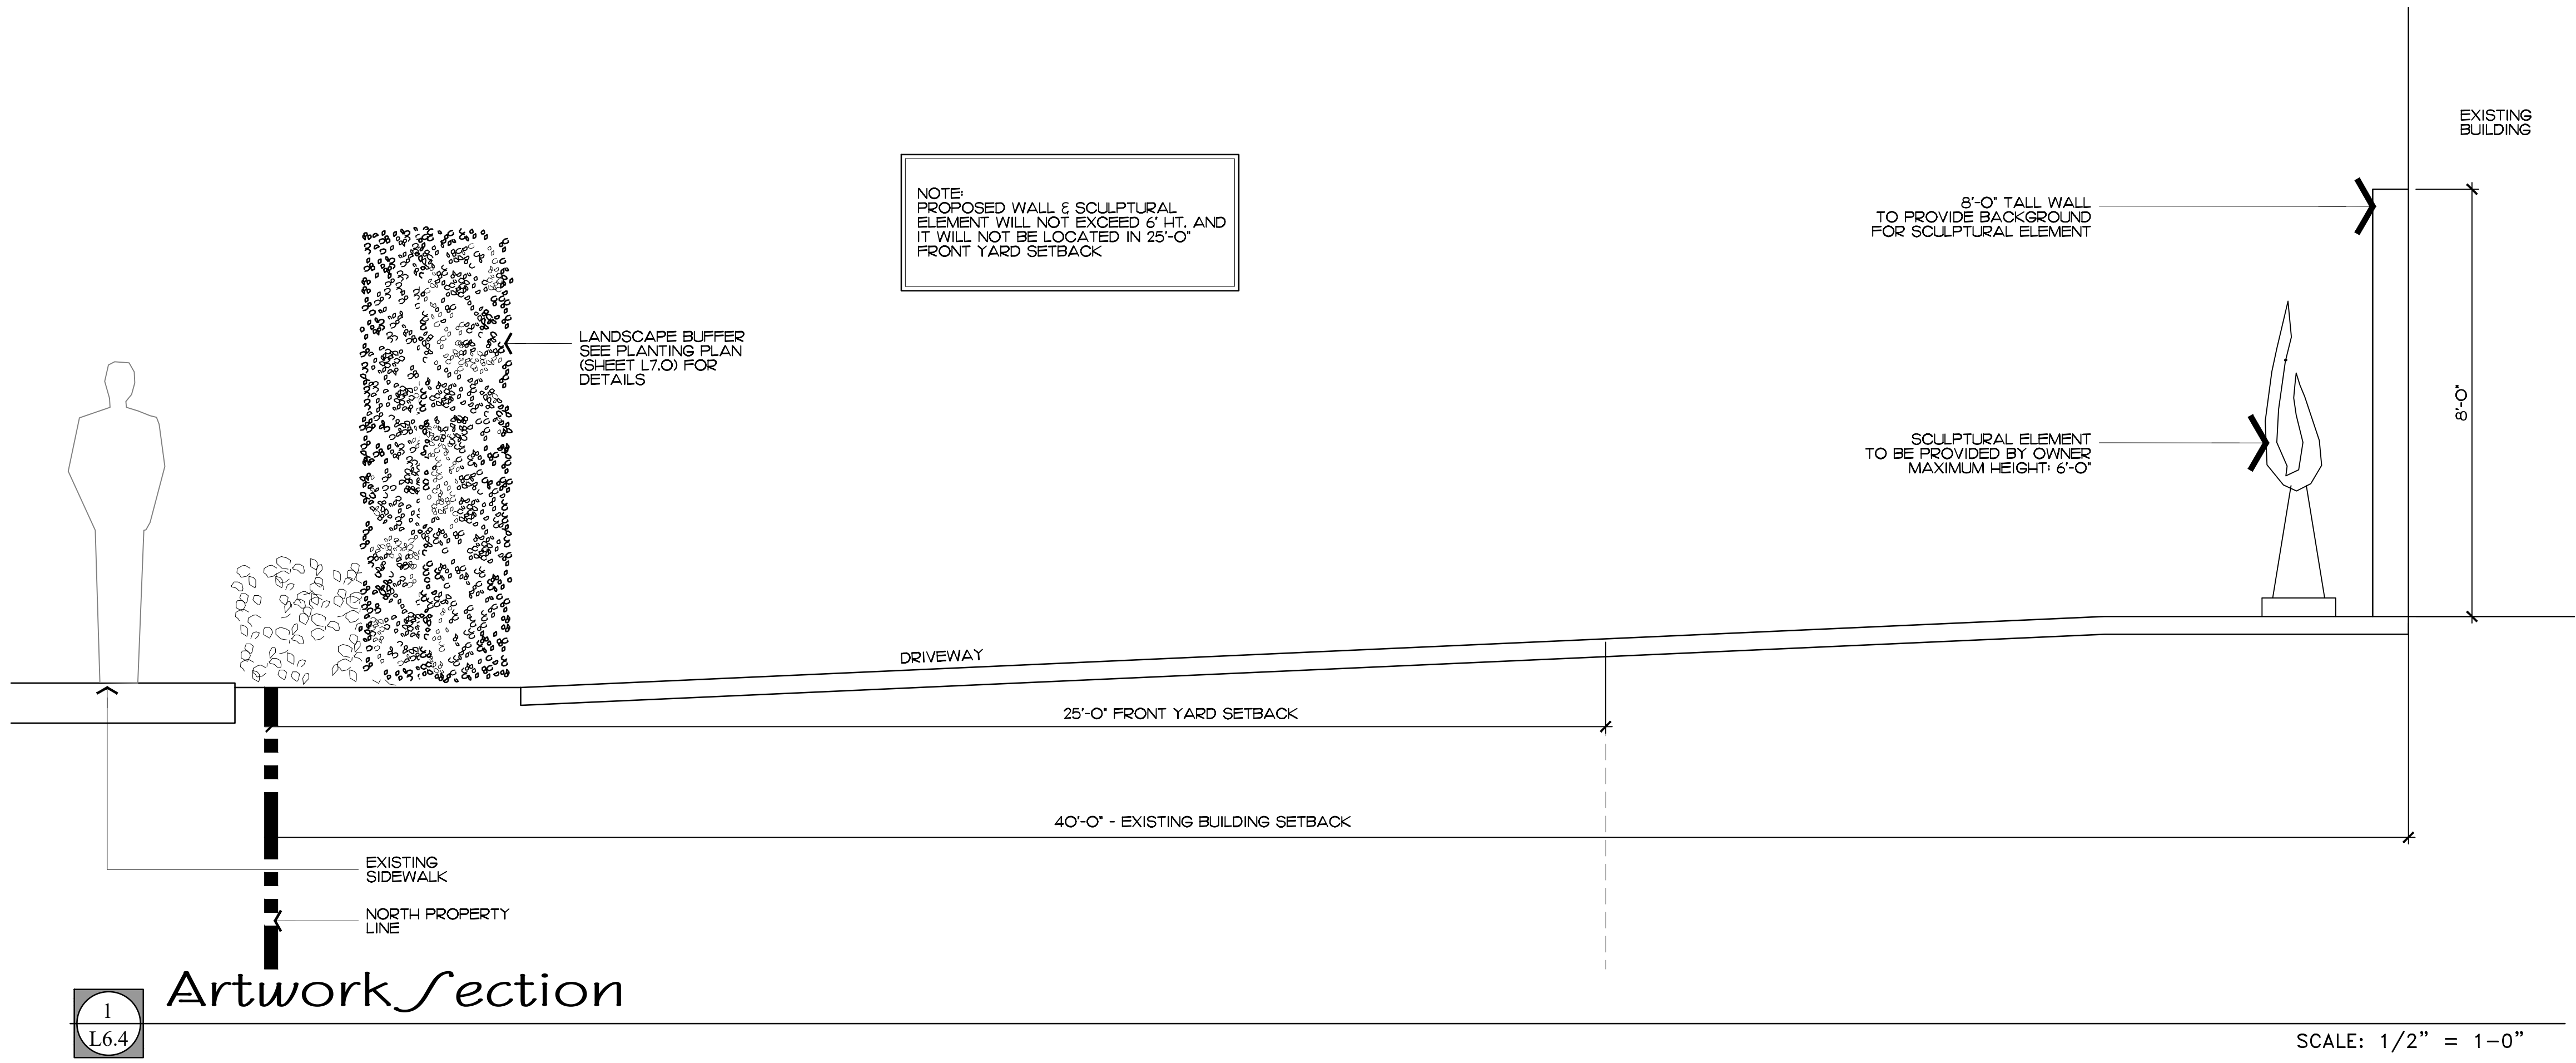 EXISTING
BUILDING
NOTE:
PROPOSED WALL & SCULPTURAL
ELEMENT WILL NOT EXCEED 6' HT. AND
IT WILL NOT BE LOCATED IN 25'-0"
FRONT YARD SETBACK
8'-0" TALL WALL
TO PROVIDE BACKGROUND
FOR SCULPTURAL ELEMENT
LANDSCAPE BUFFER
SEE PLANTING PLAN
(SHEET L7.0) FOR
DETAILS
8'-0"
SCULPTURAL ELEMENT
TO BE PROVIDED BY OWNER
MAXIMUM HEIGHT: 6'-0"
DRIVEWAY
25'-0" FRONT YARD SETBACK
40'-0" - EXISTING BUILDING SETBACK
EXISTING
SIDEWALK
NORTH PROPERTY
LINE
Artwork Section
1
L6.4
SCALE: 1/2" = 1-0"